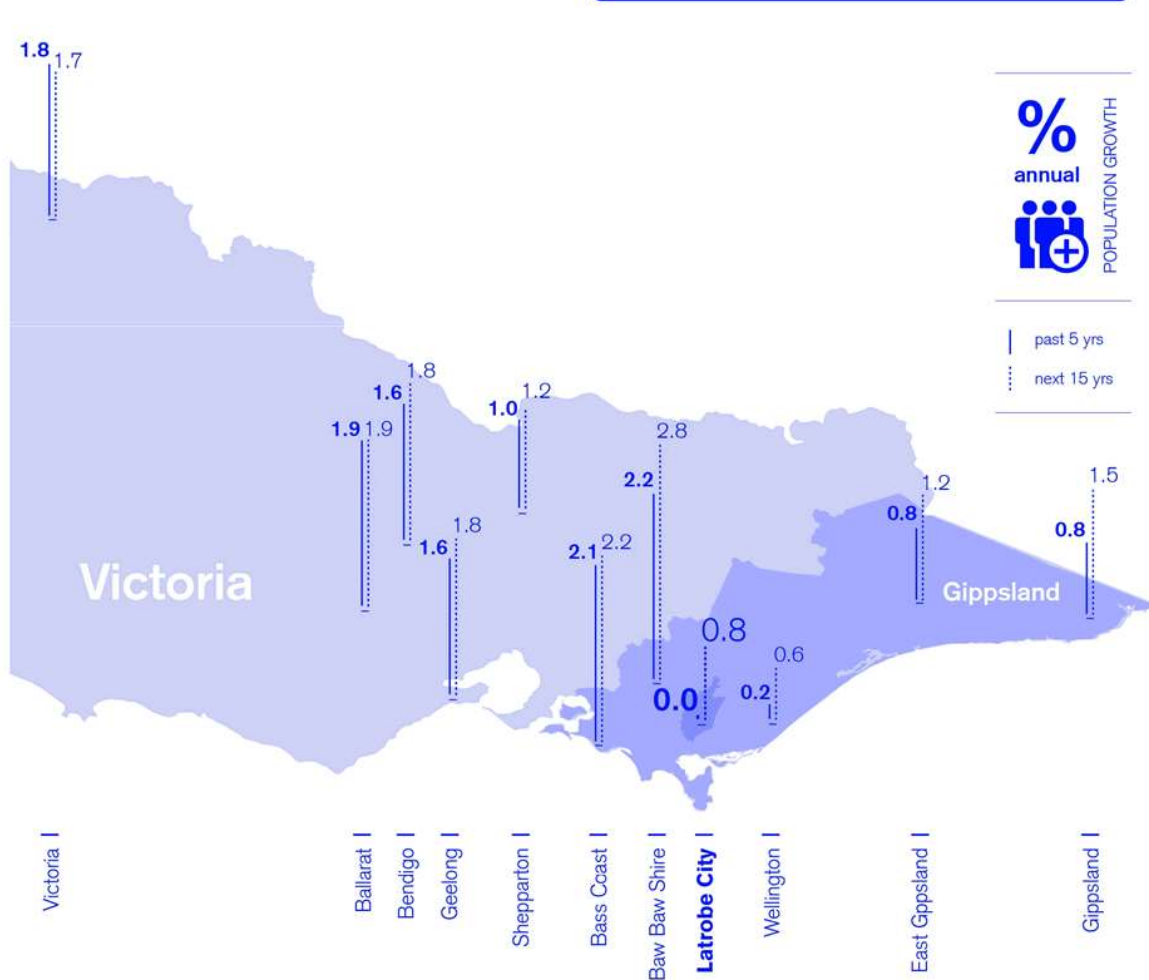 1.8 1.7
%
annual
POPULATION GROWTH
past 5 yrs
next 15 yrs
1.9 1.9
1.6 1.8
1.6 1.8
1.0 1.2
2.1 2.2
2.2 2.8
0.0 0.8
0.2 0.6
0.8 1.2
0.8 1.5
Victoria
Gippsland
Victoria
Ballarat
Bendigo
Geelong
Shepparton
Bass Coast
Baw Baw Shire
Latrobe City
Wellington
East Gppsland
Gippsland